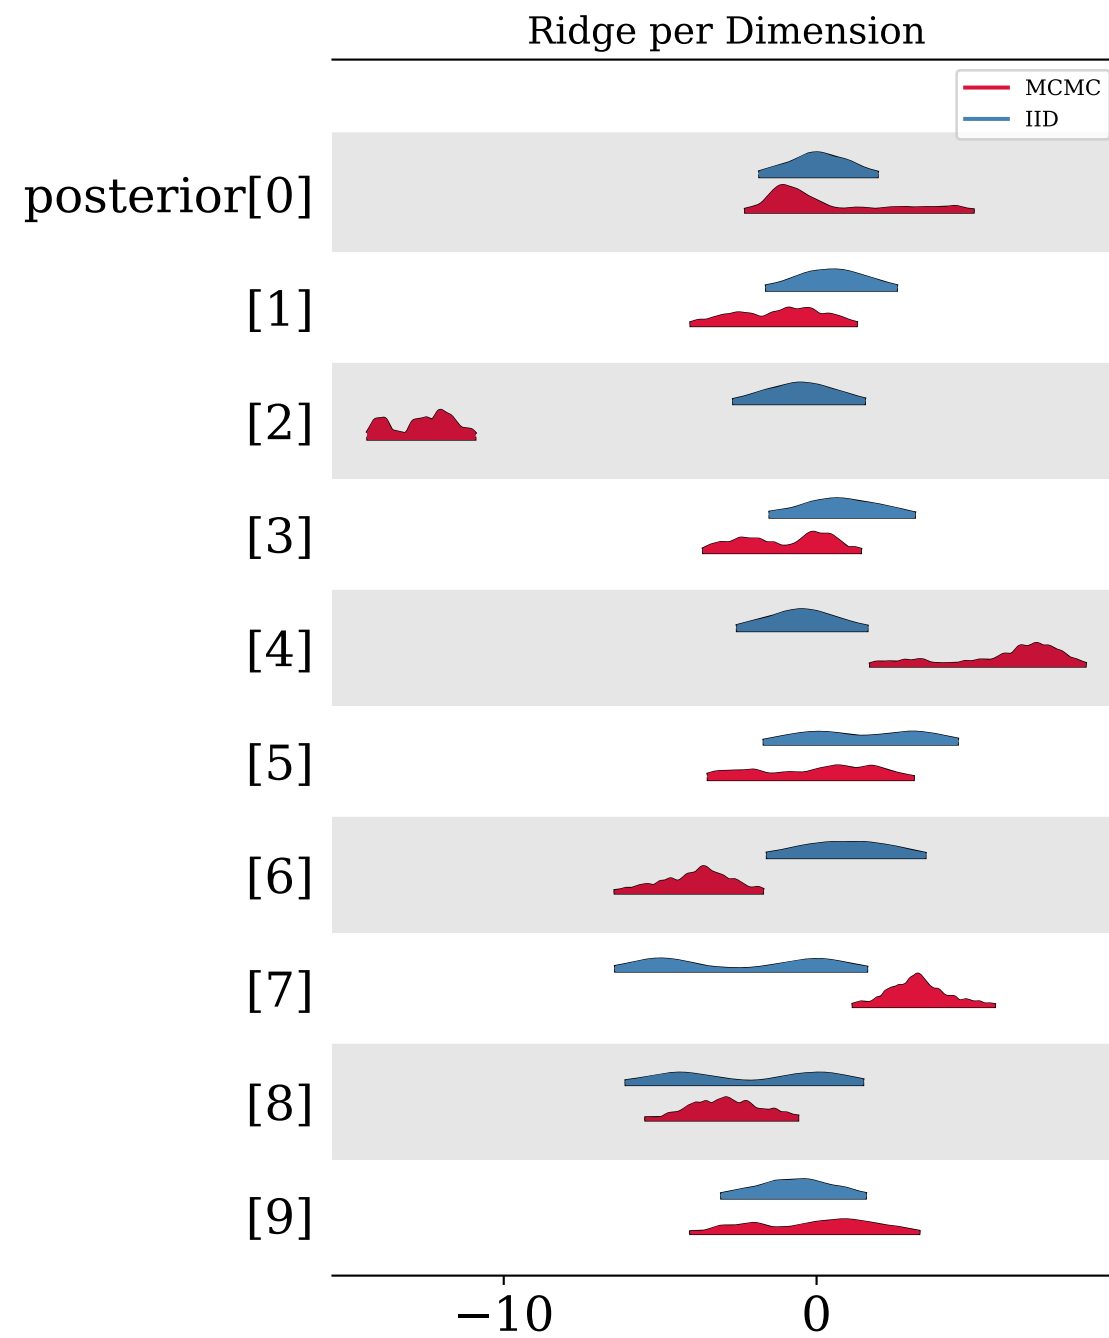 Ridge per Dimension
MCMC
IID
posterior[0]
[1]
[2]
[3]
[4]
[5]
[6]
[7]
[8]
[9]
−10 0